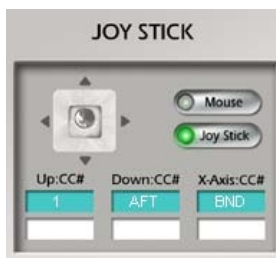 JOY STICK
Mouse
Joy Stick
Up:CC# Down:CC# X-Axis:CC#
1 AFT BND